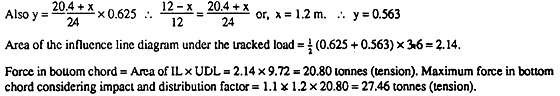 Also y = \frac{20.4 + x}{24} × 0.625 ∴ \frac{12 – x}{12} = \frac{20.4 + x}{24} or, x = 1.2 m. ∴ y = 0.563
Area of the influence line diagram under the tracked load = ½ (0.625 + 0.563) × 3.6 = 2.14.
Force in bottom chord = Area of IL × UDL = 2.14 × 9.72 = 20.80 tonnes (tension). Maximum force in bottom
chord considering impact and distribution factor = 1.1 × 1.2 × 20.80 = 27.46 tonnes (tension).